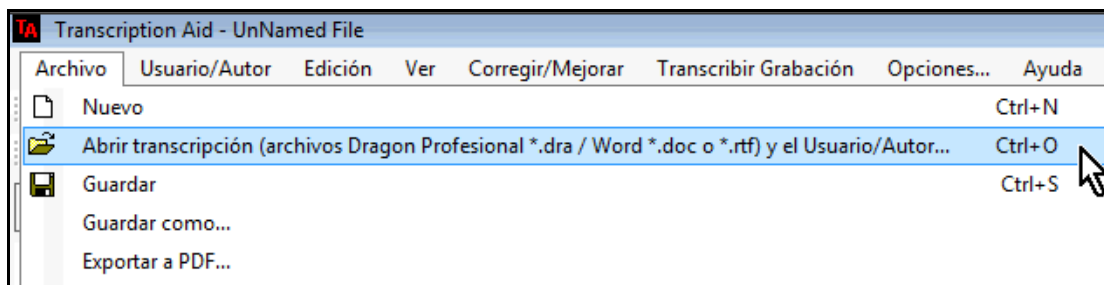 TA Transcription Aid - UnNamed File
Archivo Usuario/Autor Edición Ver Corregir/Mejorar Transcribir Grabación Opciones... Ayuda
Nuevo Ctrl+N
Abrir transcripción (archivos Dragon Profesional *.dra / Word *.doc o *.rtf) y el Usuario/Autor... Ctrl+O
Guardar Ctrl+S
Guardar como...
Exportar a PDF...